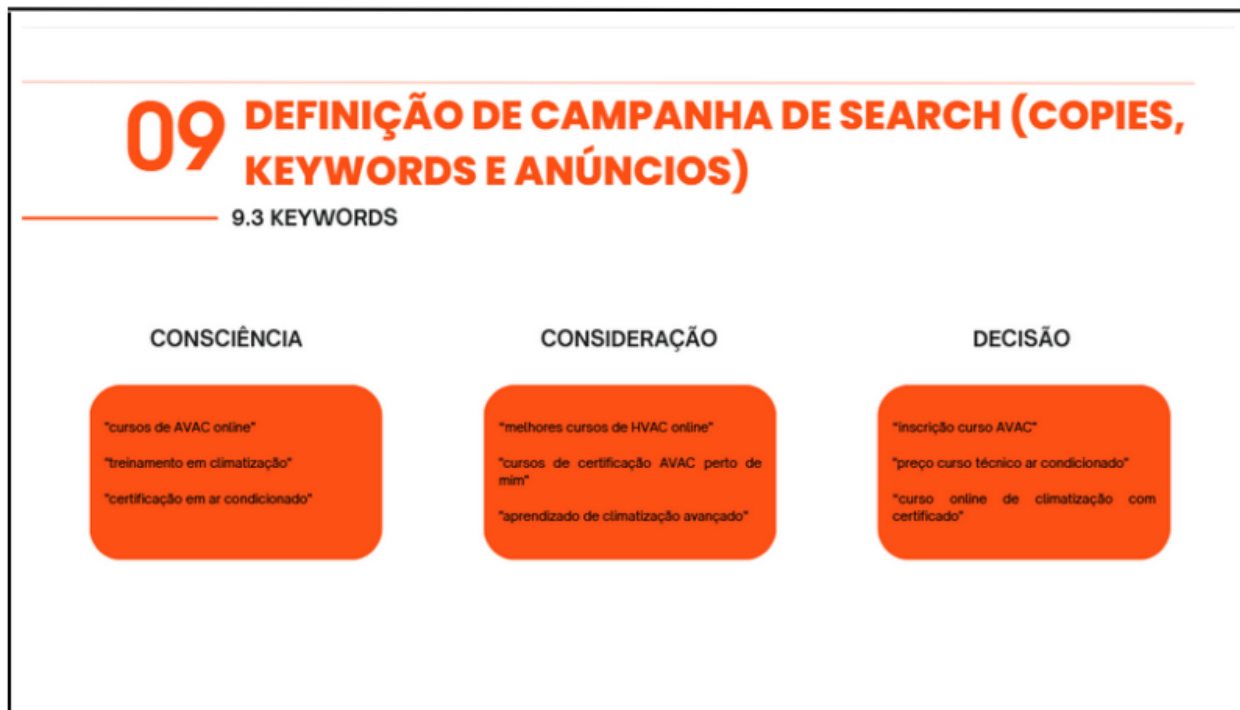 09
DEFINIÇÃO DE CAMPANHA DE SEARCH (COPIES,
KEYWORDS E ANÚNCIOS)
9.3 KEYWORDS
CONSCIÊNCIA
"cursos de AVAC online"
"treinamento em climatização"
"certificação em ar condicionado"
CONSIDERAÇÃO
"melhores cursos de HVAC online"
"cursos de certificação AVAC perto de
mim"
"aprendizado de climatização avançado"
DECISÃO
"inscrição curso AVAC"
"preço curso técnico ar condicionado"
"curso online de climatização com
certificado"